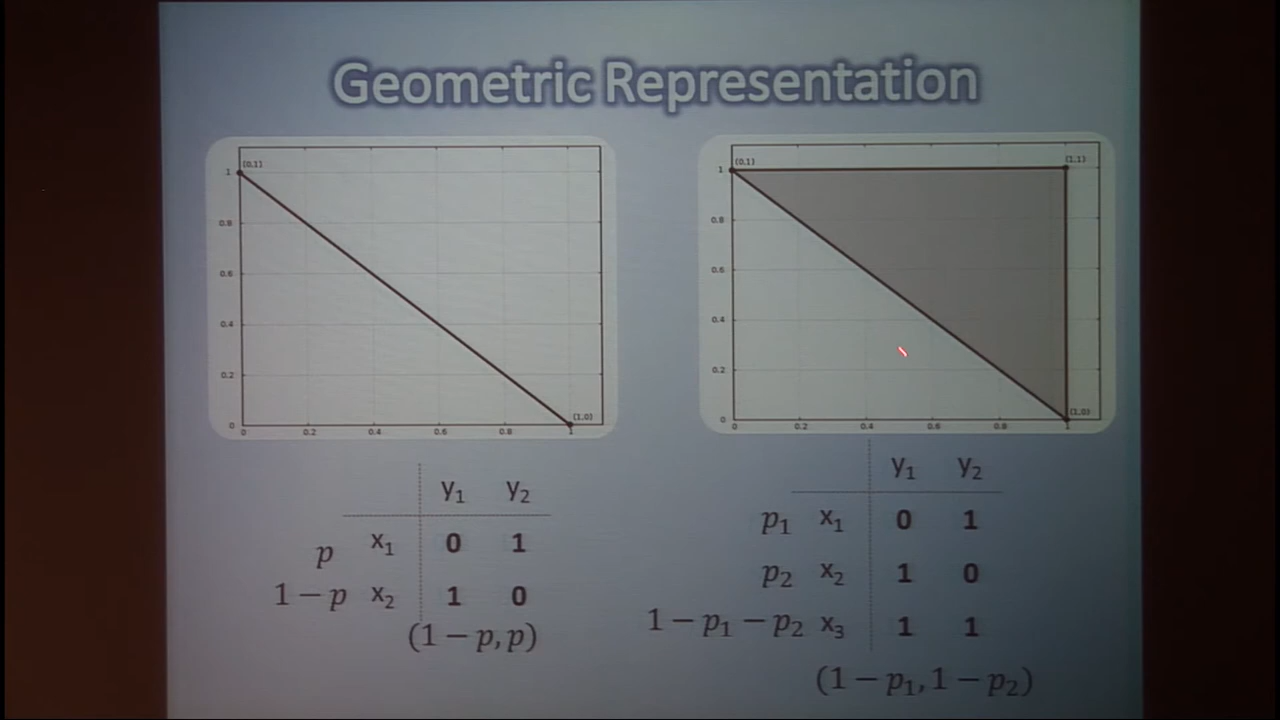 Geometric Representation
(0,1)
1
0.8
0.6
0.4
0.2
0
(1,0)
0 0.2 0.4 0.6 0.8 1
(0,1) (1,1)
1
0.8
0.6
0.4
0.2
0
(1,0)
0 0.2 0.4 0.6 0.8 1
y₁ y₂
p x₁ 0 1
1 − p x₂ 1 0
(1 − p, p)
y₁ y₂
p₁ x₁ 0 1
p₂ x₂ 1 0
1 − p₁ − p₂ x₃ 1 1
(1 − p₁, 1 − p₂)